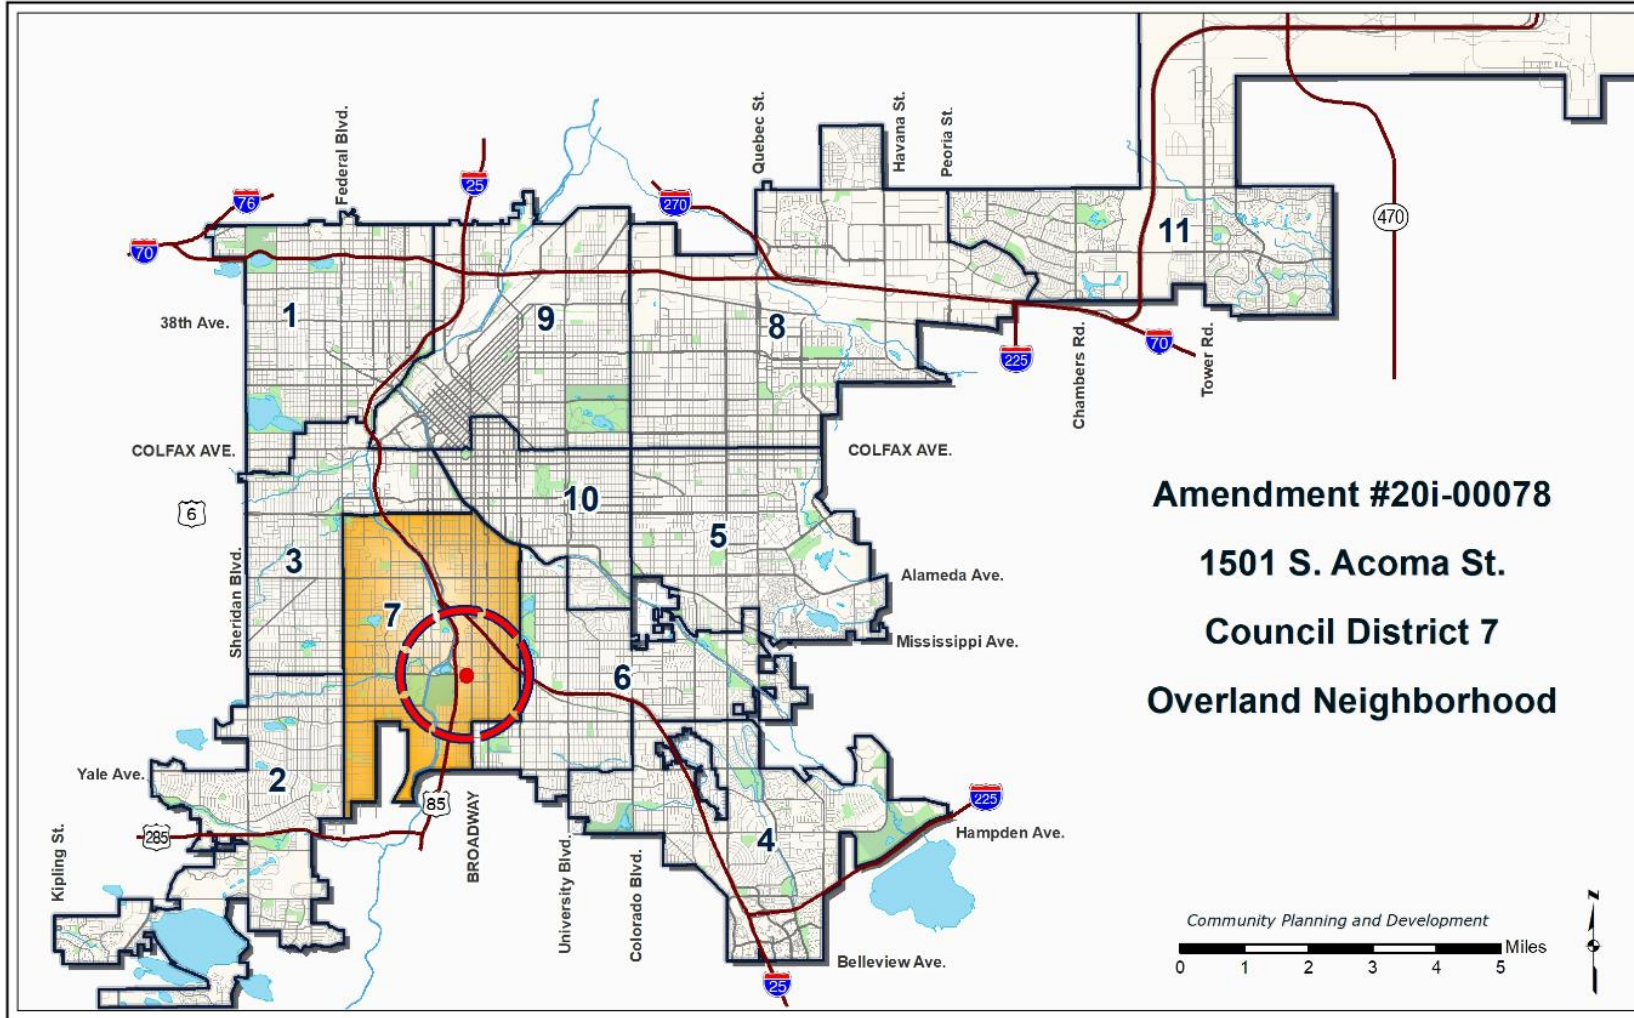 Federal Blvd.
Quebec St.
Havana St.
Peoria St.
76
25
270
470
70
11
38th Ave.
1
9
8
225
70
Chambers Rd.
Tower Rd.
COLFAX AVE.
COLFAX AVE.
6
10
5
3
Sheridan Blvd.
Alameda Ave.
7
Mississippi Ave.
6
Amendment #20i-00078
1501 S. Acoma St.
Council District 7
Overland Neighborhood
Yale Ave.
2
85
285
BROADWAY
225
Hampden Ave.
4
Kipling St.
University Blvd.
Colorado Blvd.
Belleview Ave.
25
Community Planning and Development
Miles
0 1 2 3 4 5
N